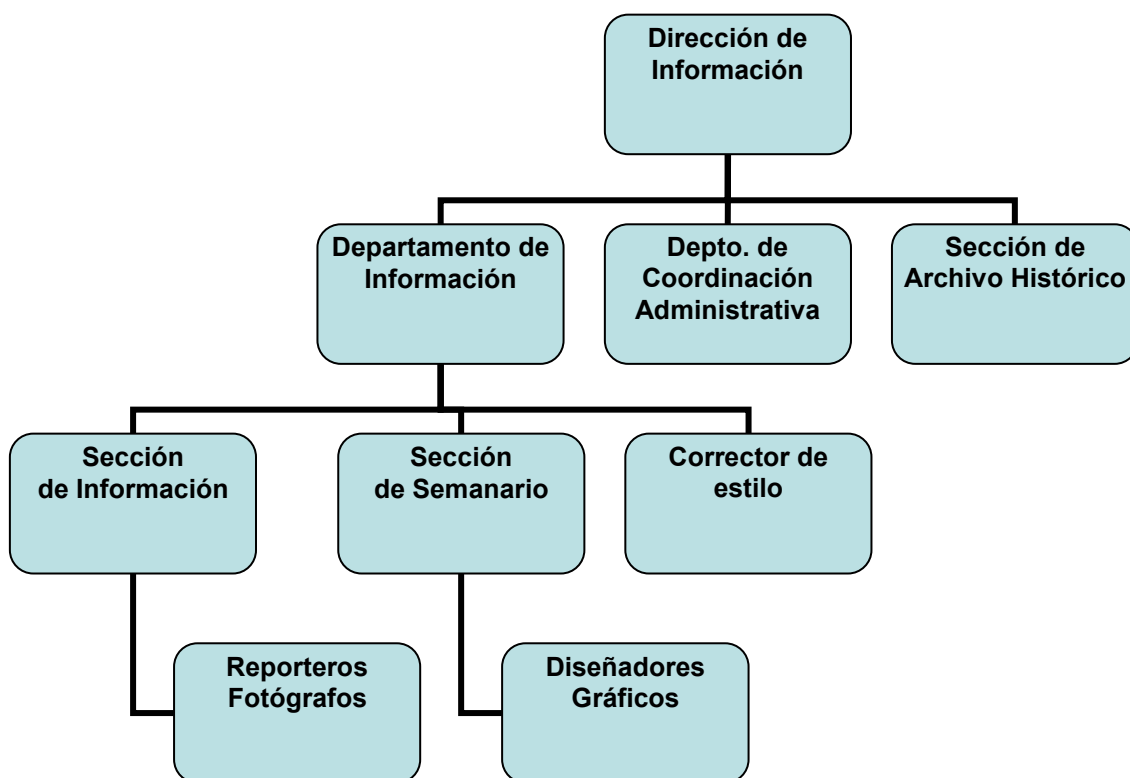 Dirección de
Información
Departamento de
Información
Depto. de
Coordinación
Administrativa
Sección de
Archivo Histórico
Sección
de Información
Sección
de Semanario
Corrector de
estilo
Reporteros
Fotógrafos
Diseñadores
Gráficos